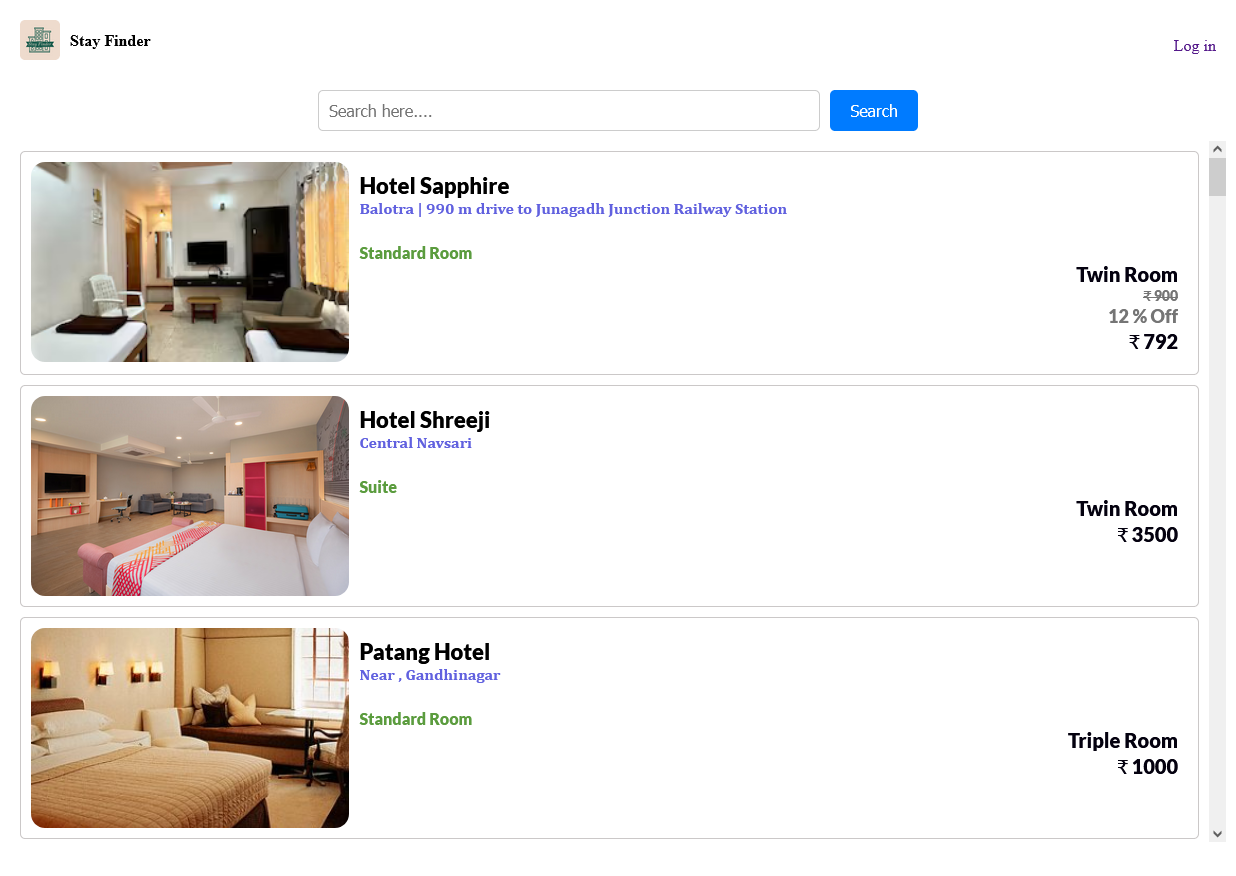 Stay Finder
Stay Finder
Log in
Search here....
Search
Hotel Sapphire
Balotra | 990 m drive to Junagadh Junction Railway Station
Standard Room
Twin Room
₹ 900
12 % Off
₹ 792
Hotel Shreeji
Central Navsari
Suite
Twin Room
₹ 3500
Patang Hotel
Near , Gandhinagar
Standard Room
Triple Room
₹ 1000